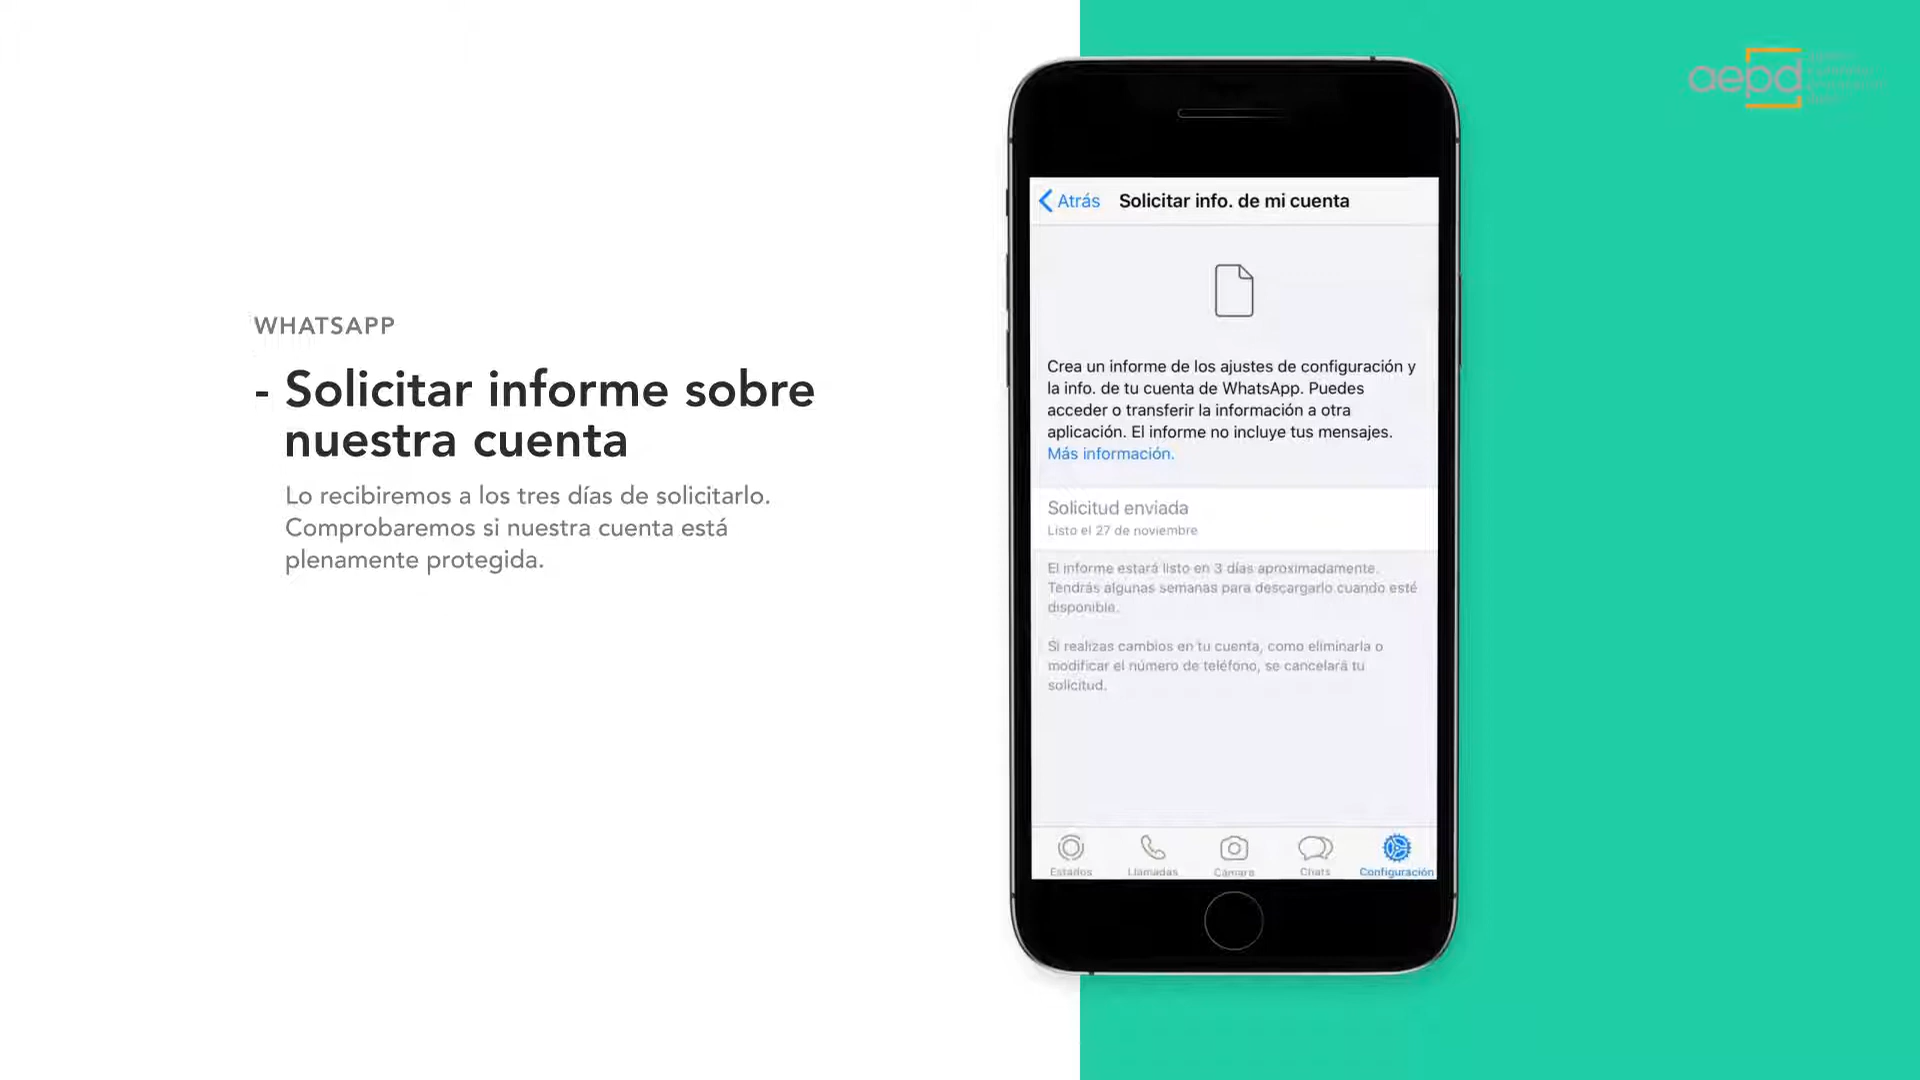 WHATSAPP
- Solicitar informe sobre
nuestra cuenta
Lo recibiremos a los tres días de solicitarlo.
Comprobaremos si nuestra cuenta está
plenamente protegida.
aepd
Atrás Solicitar info. de mi cuenta
Crea un informe de los ajustes de configuración y
la info. de tu cuenta de WhatsApp. Puedes
acceder o transferir la información a otra
aplicación. El informe no incluye tus mensajes.
Más información.
Solicitud enviada
Listo el 27 de noviembre
El informe estará listo en 3 días aproximadamente.
Tendrás algunas semanas para descargarlo cuando esté
disponible.
Si realizas cambios en tu cuenta, como eliminarla o
modificar el número de teléfono, se cancelará tu
solicitud.
Estados Llamadas Cámara Chats Configuración